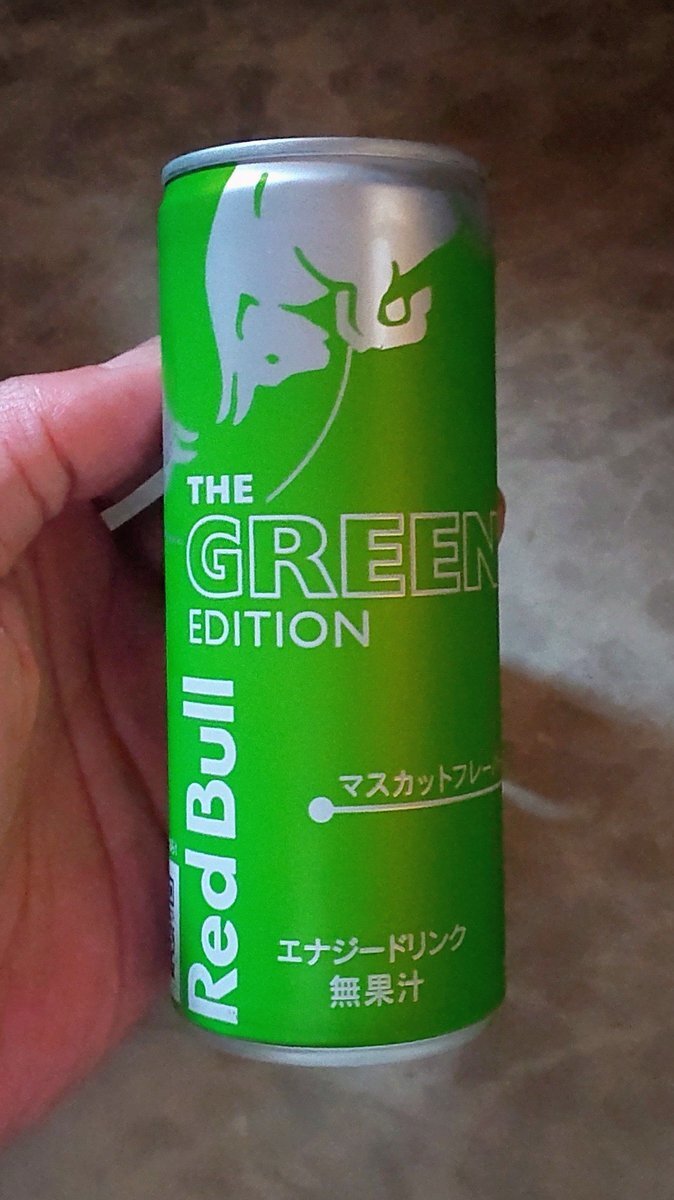 THE
GREEN
EDITION
Red Bull
マスカットフレー
エナジードリンク
無果汁